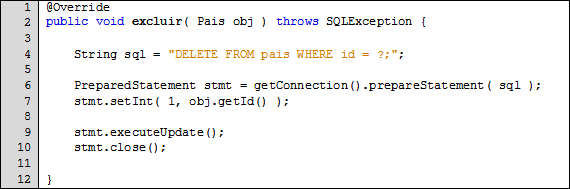 1 @Override
2 public void excluir( Pais obj ) throws SQLException {
3
4     String sql = "DELETE FROM pais WHERE id = ?;";
5
6     PreparedStatement stmt = getConnection().prepareStatement( sql );
7     stmt.setInt( 1, obj.getId() );
8
9     stmt.executeUpdate();
10     stmt.close();
11
12 }